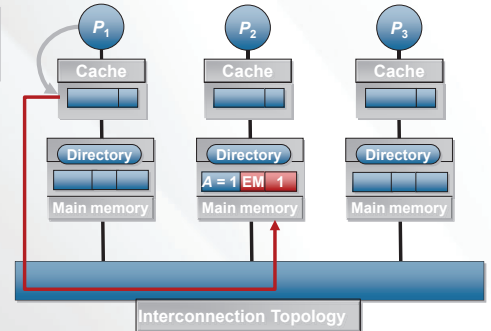 P1 P2 P3
Cache Cache Cache
Directory Directory Directory
A = 1 EM 1
Main memory Main memory Main memory
Interconnection Topology